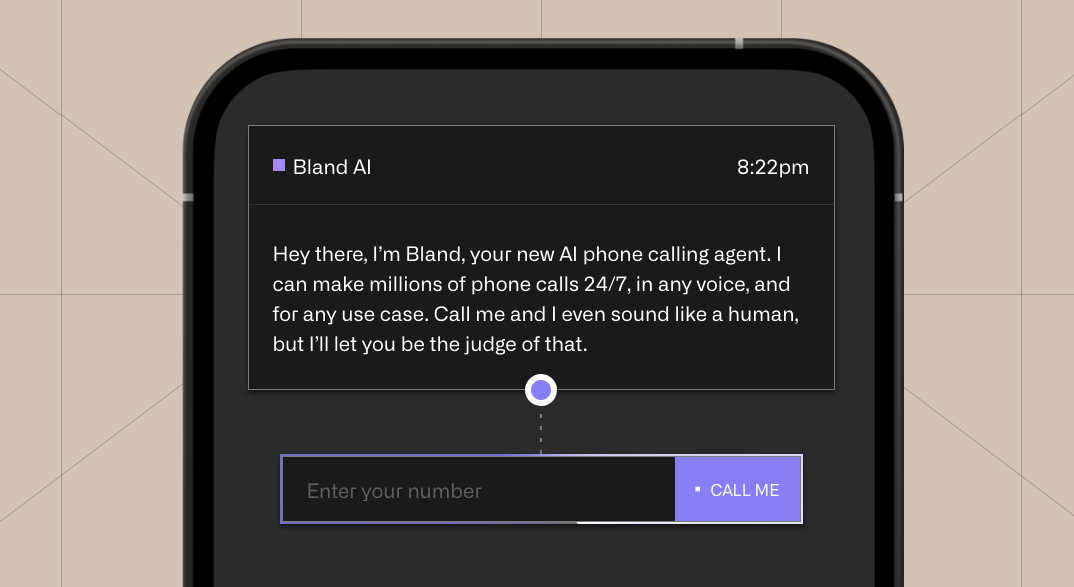 Bland AI
8:22pm
Hey there, I’m Bland, your new AI phone calling agent. I
can make millions of phone calls 24/7, in any voice, and
for any use case. Call me and I even sound like a human,
but I’ll let you be the judge of that.
Enter your number
CALL ME